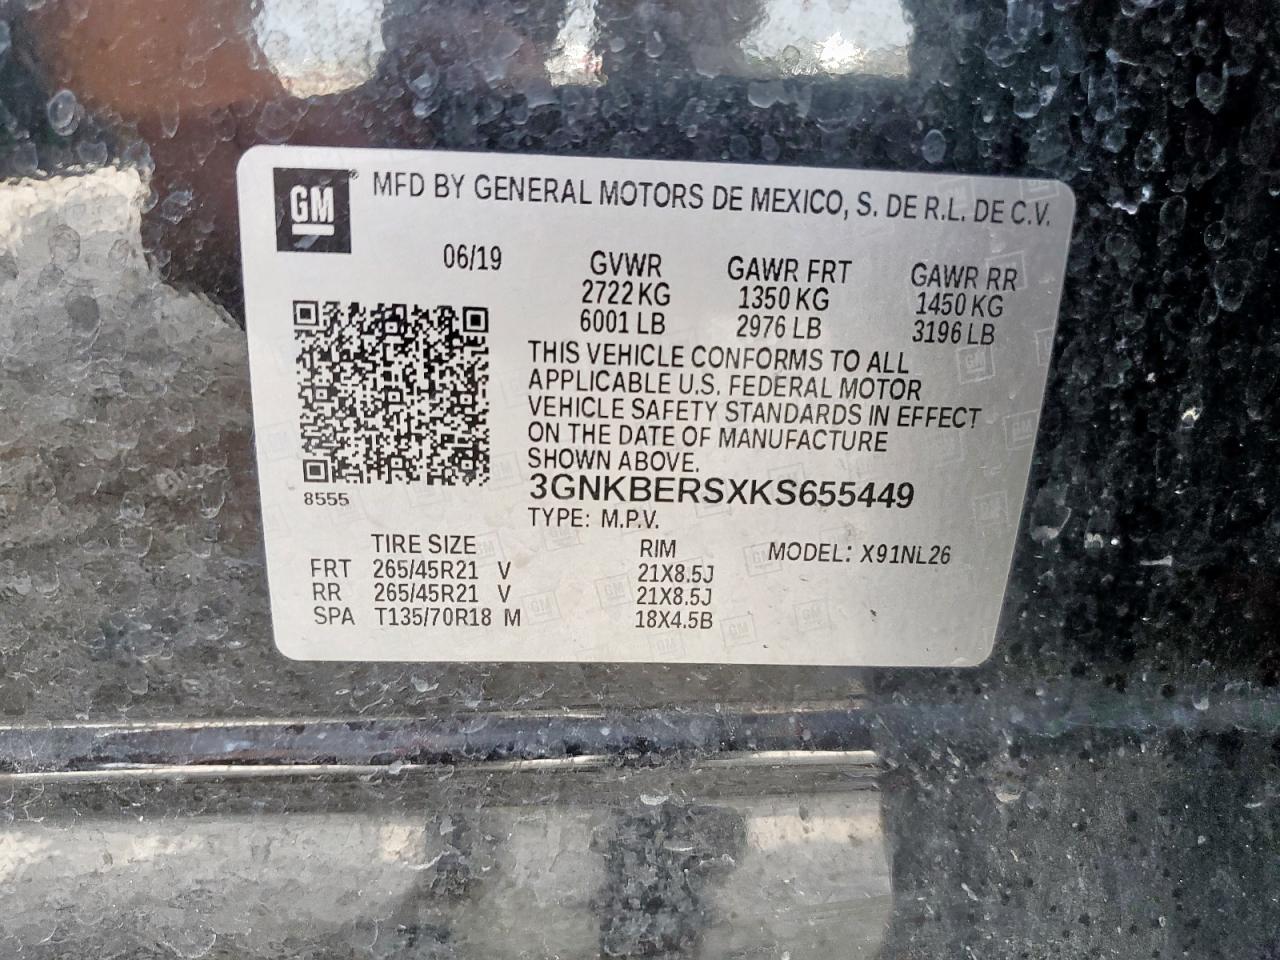 GM® MFD BY GENERAL MOTORS DE MEXICO, S. DE R.L. DE C.V.
06/19 GVWR GAWR FRT GAWR RR
2722 KG 1350 KG 1450 KG
6001 LB 2976 LB 3196 LB
THIS VEHICLE CONFORMS TO ALL
APPLICABLE U.S. FEDERAL MOTOR
VEHICLE SAFETY STANDARDS IN EFFECT
ON THE DATE OF MANUFACTURE
SHOWN ABOVE.
8555 3GNKBERSXKS655449
TYPE: M.P.V.
TIRE SIZE RIM MODEL: X91NL26
FRT 265/45R21 V 21X8.5J
RR 265/45R21 V 21X8.5J
SPA T135/70R18 M 18X4.5B